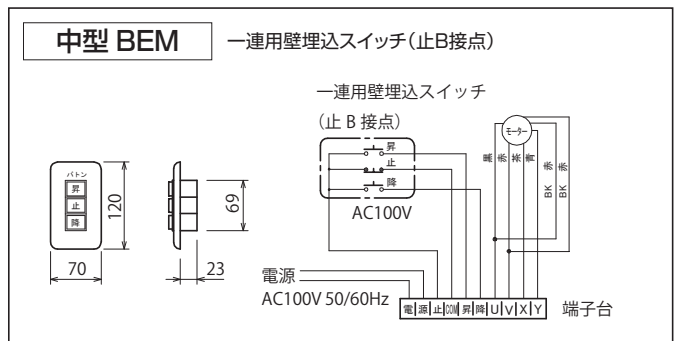 中型 BEM
一連用壁埋込スイッチ(止B接点)
一連用壁埋込スイッチ
(止 B 接点)
昇
止
降
AC100V
モーター
黒 赤 茶 青
BK 赤
BK 赤
バトン
昇
止
降
120
70
69
23
電源
AC100V 50/60Hz
電 源 止 COM 昇 降 U V X Y
端子台